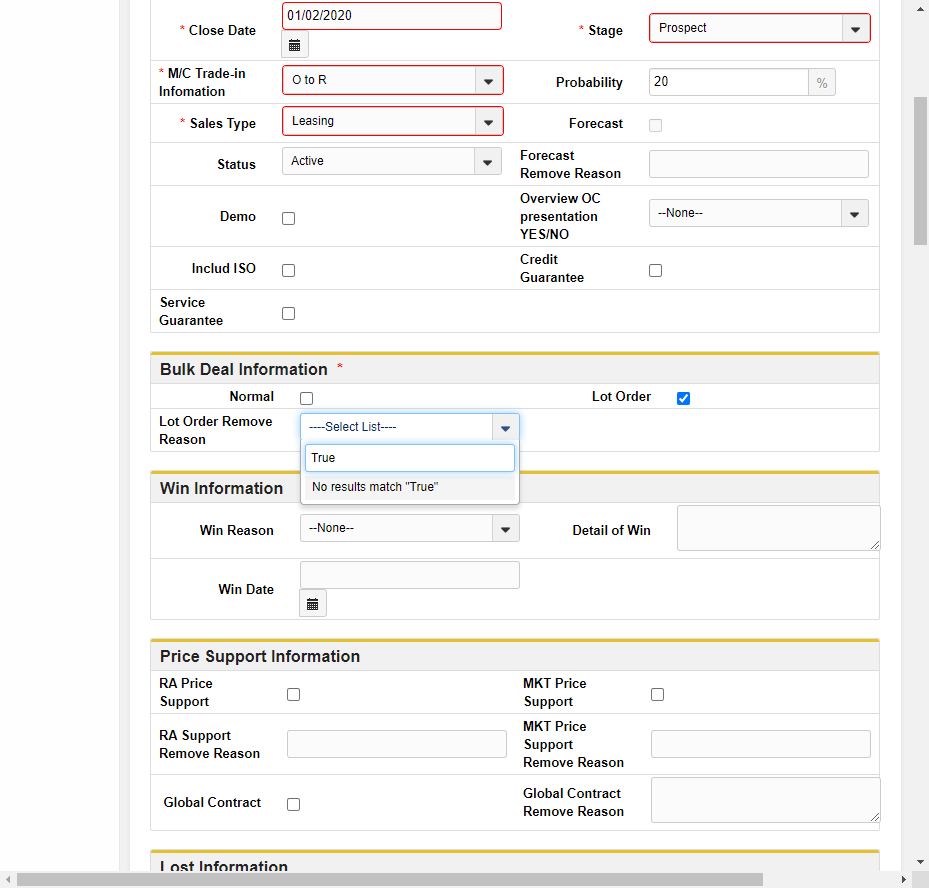 01/02/2020
* Close Date
* Stage
Prospect
* M/C Trade-in
Infomation
O to R
Probability
20
%
* Sales Type
Leasing
Forecast
Status
Active
Forecast
Remove Reason
Demo
Overview OC
presentation
YES/NO
--None--
Includ ISO
Credit
Guarantee
Service
Guarantee
Bulk Deal Information *
Normal
Lot Order
Lot Order Remove
Reason
----Select List----
True
No results match "True"
Win Information
Win Reason
--None--
Detail of Win
Win Date
Price Support Information
RA Price
Support
MKT Price
Support
RA Support
Remove Reason
MKT Price
Support
Remove Reason
Global Contract
Global Contract
Remove Reason
Lost Information